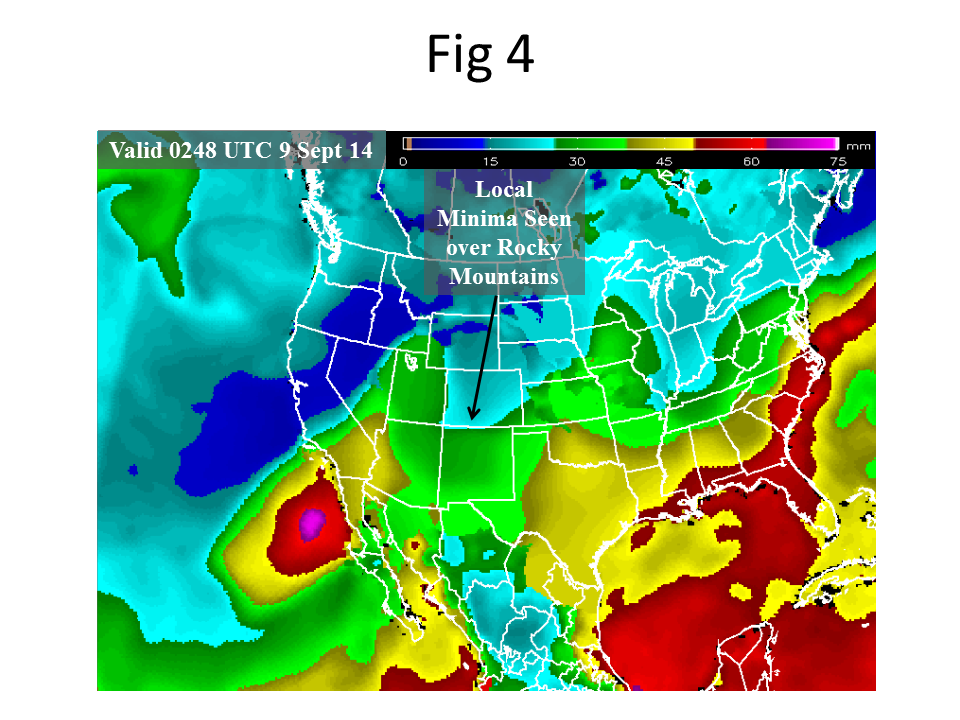 Fig 4
Valid 0248 UTC 9 Sept 14
mm
0 15 30 45 60 75
Local
Minima Seen
over Rocky
Mountains